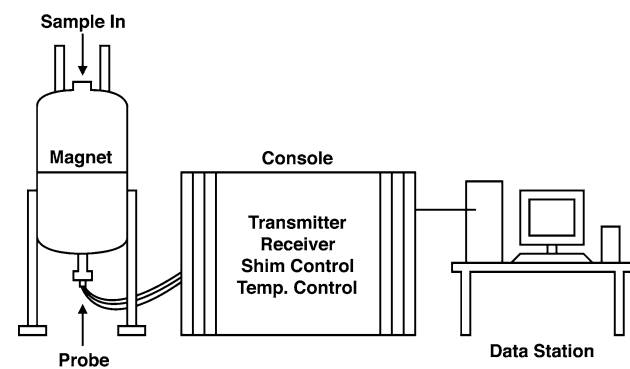 Sample In
Magnet
Console
Transmitter
Receiver
Shim Control
Temp. Control
Probe
Data Station